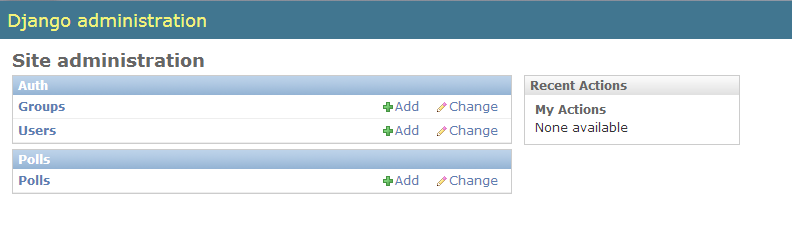 Django administration
Site administration
Auth
Groups Add Change
Users Add Change
Polls
Polls Add Change
Recent Actions
My Actions
None available